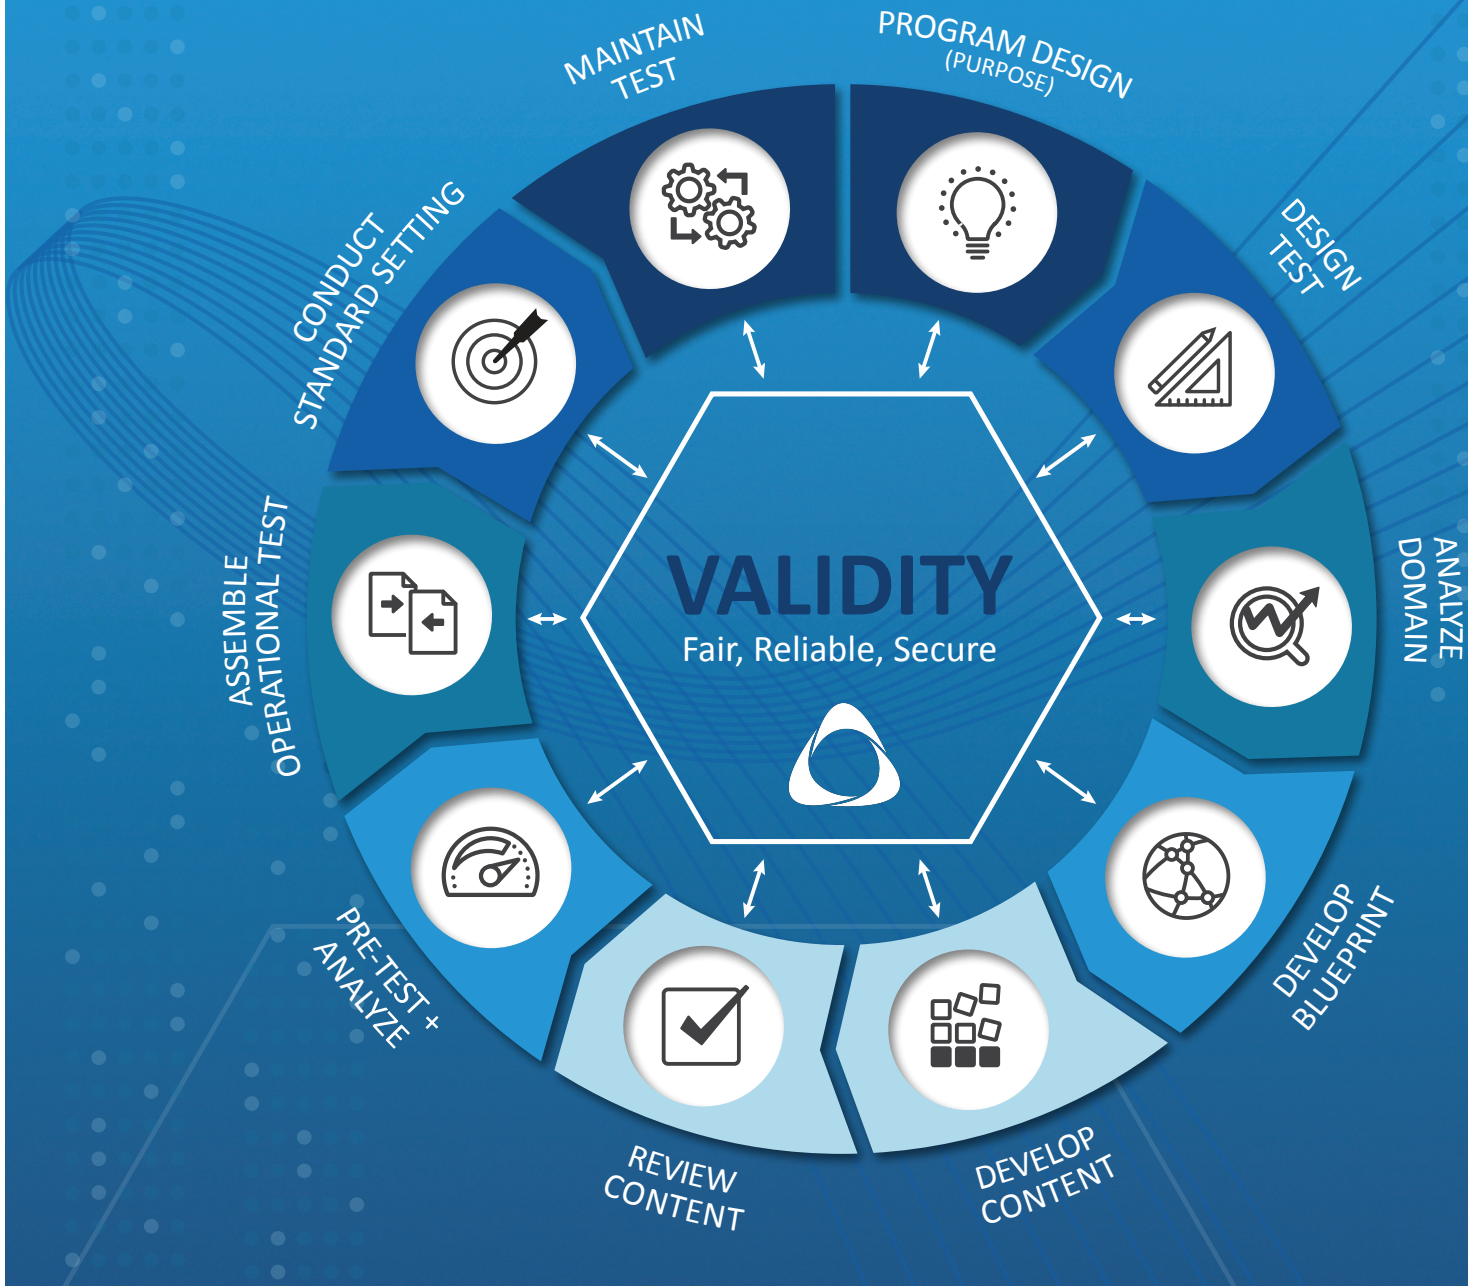 PROGRAM DESIGN
(PURPOSE)
DESIGN
TEST
ANALYZE
DOMAIN
DEVELOP
BLUEPRINT
DEVELOP
CONTENT
REVIEW
CONTENT
PRE-TEST +
ANALYZE
ASSEMBLE
OPERATIONAL TEST
CONDUCT
STANDARD SETTING
MAINTAIN
TEST
VALIDITY
Fair, Reliable, Secure